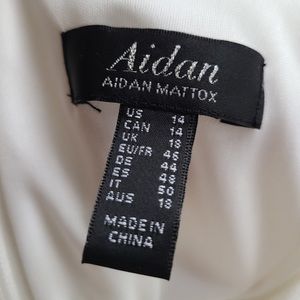 Aidan
AIDAN MATTOX
US 14
CAN 14
UK 18
EU/FR 46
DE 44
ES 48
IT 50
AUS 18
MADE IN
CHINA